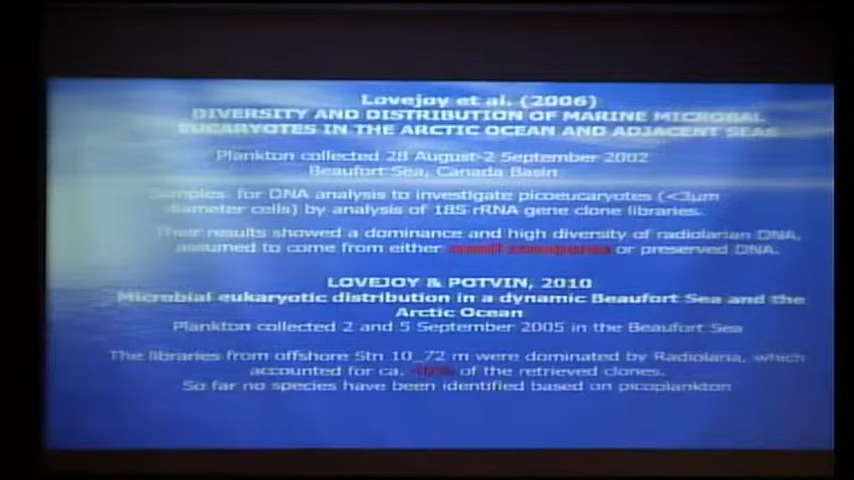 Lovejoy et al. (2006)
DIVERSITY AND DISTRIBUTION OF MARINE MICROBIAL
EUCARYOTES IN THE ARCTIC OCEAN AND ADJACENT SEAS
Plankton collected 28 August-2 September 2002
Beaufort Sea, Canada Basin
Samples for DNA analysis to investigate picoeucaryotes (<3µm
diameter cells) by analysis of 18S rRNA gene clone libraries.
Their results showed a dominance and high diversity of radiolarian DNA,
assumed to come from either or preserved DNA.
LOVEJOY & POTVIN, 2010
Microbial eukaryotic distribution in a dynamic Beaufort Sea and the
Arctic Ocean
Plankton collected 2 and 5 September 2005 in the Beaufort Sea
The libraries from offshore Stn 10_72 m were dominated by Radiolaria, which
accounted for ca. of the retrieved clones.
So far no species have been identified based on picoplankton